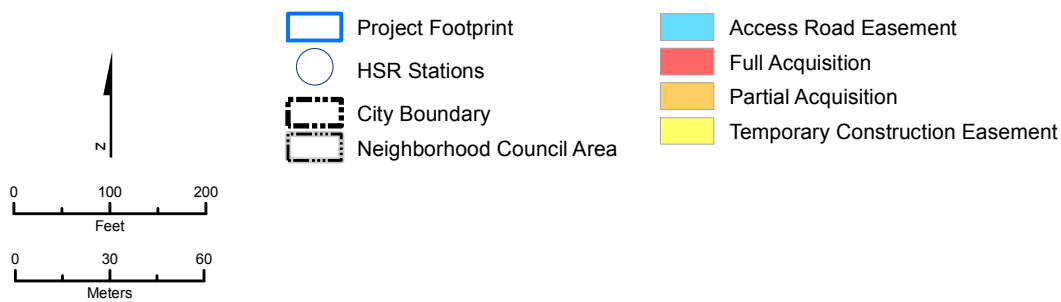 Project Footprint
HSR Stations
City Boundary
Neighborhood Council Area
Access Road Easement
Full Acquisition
Partial Acquisition
Temporary Construction Easement
N
0 100 200
Feet
0 30 60
Meters